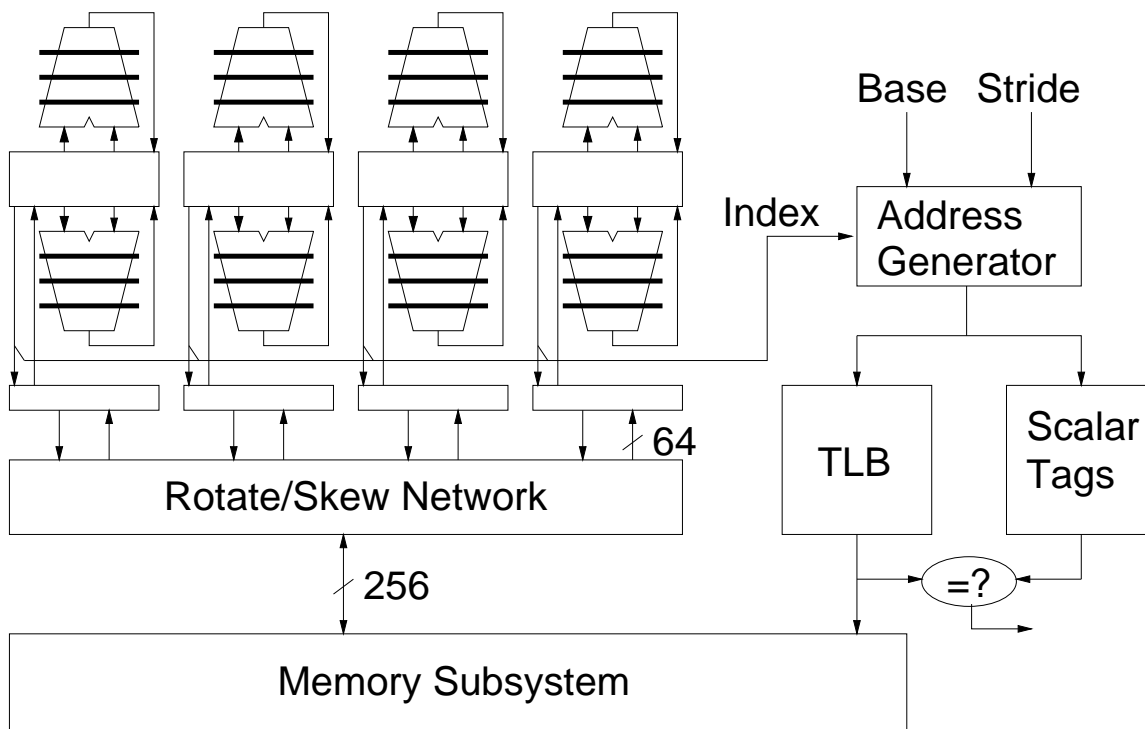 Base Stride
Index
Address
Generator
64
Rotate/Skew Network
TLB
Scalar
Tags
256
=?
Memory Subsystem